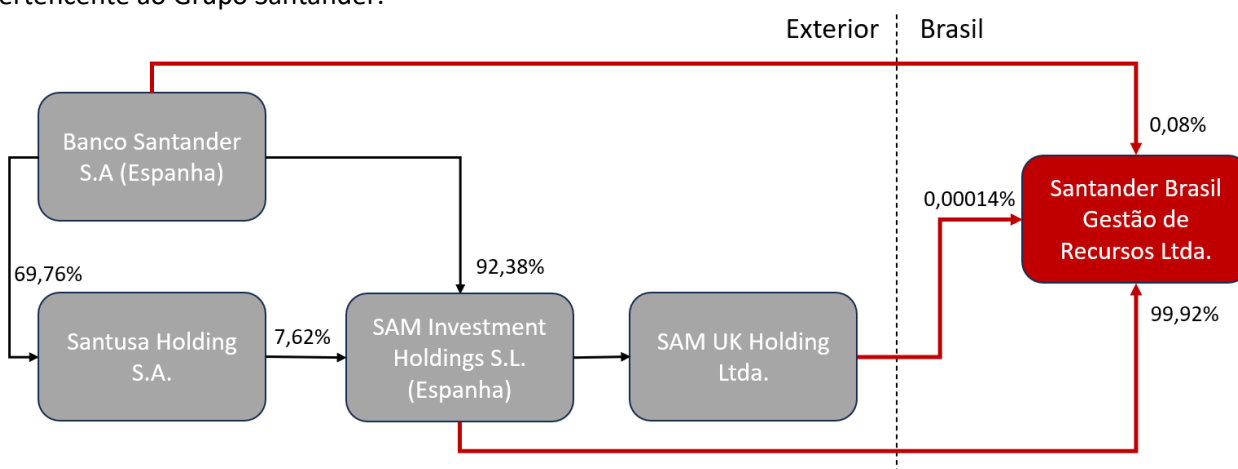 pertencente ao Grupo Santander.
Exterior
Brasil
Banco Santander
S.A (Espanha)
0,08%
0,00014%
Santander Brasil
Gestão de
Recursos Ltda.
69,76%
92,38%
99,92%
Santusa Holding
S.A.
7,62%
SAM Investment
Holdings S.L.
(Espanha)
SAM UK Holding
Ltda.